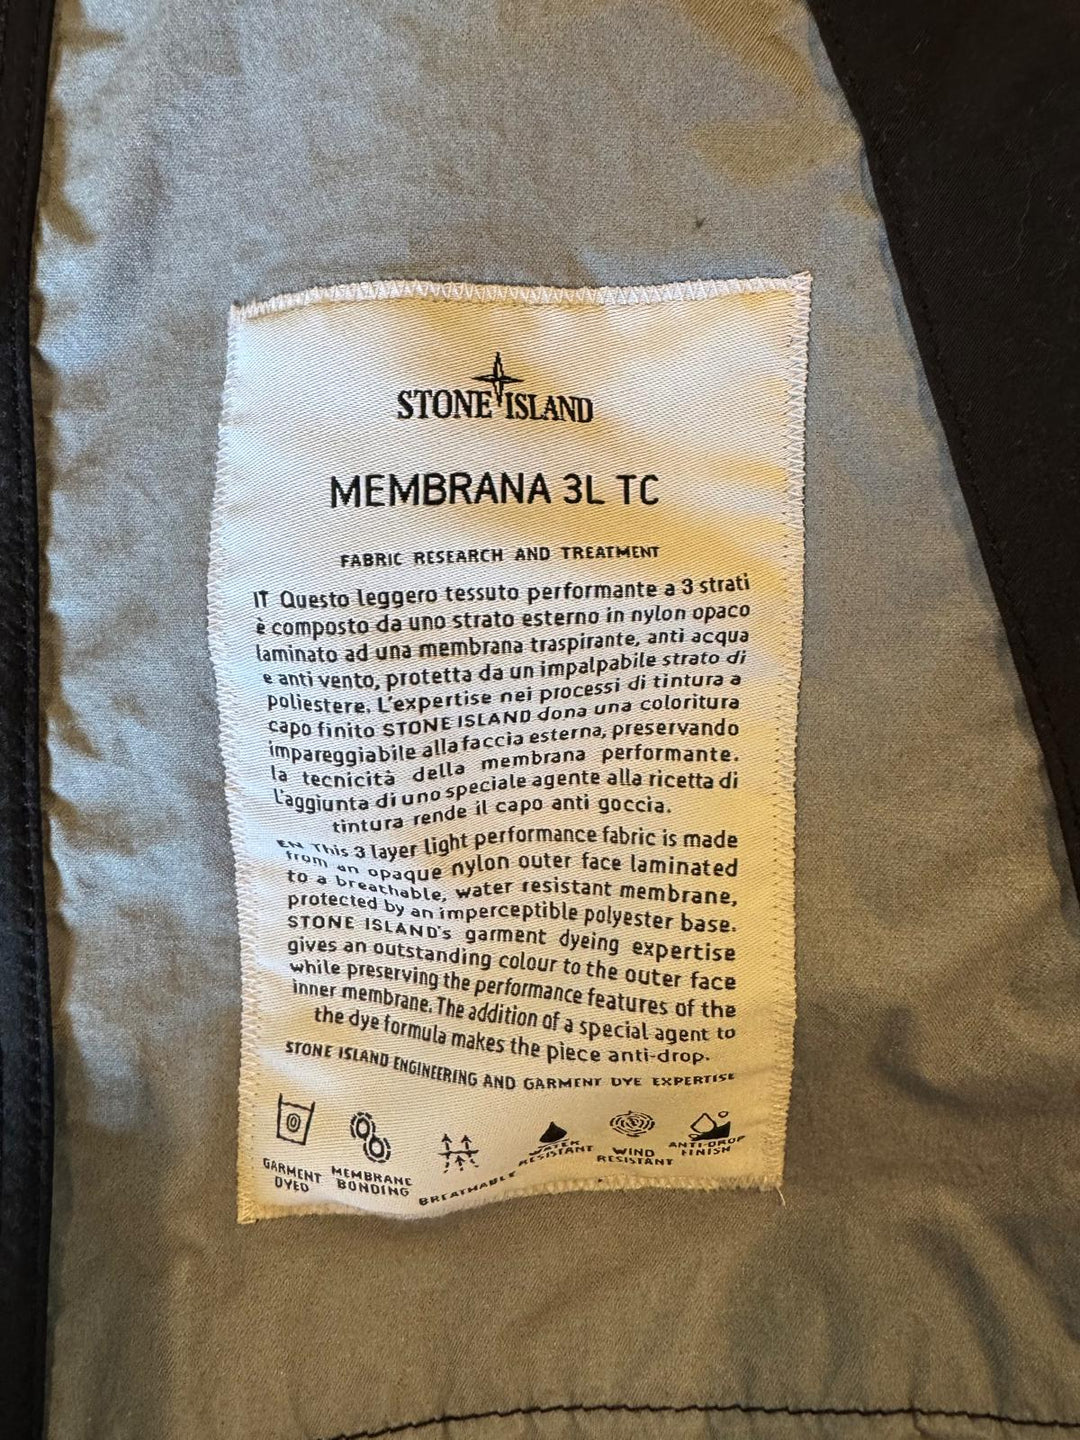 STONE ISLAND
MEMBRANA 3L TC
FABRIC RESEARCH AND TREATMENT
IT Questo leggero tessuto performante a 3 strati
è composto da uno strato esterno in nylon opaco
laminato ad una membrana traspirante, anti acqua
e anti vento, protetta da un impalpabile strato di
poliestere. L'expertise nei processi di tintura a
capo finito STONE ISLAND dona una coloritura
impareggiabile alla faccia esterna, preservando
la tecnicità della membrana performante.
L'aggiunta di uno speciale agente alla ricetta di
tintura rende il capo anti goccia.
EN This 3 layer light performance fabric is made
from an opaque nylon outer face laminated
to a breathable, water resistant membrane,
protected by an imperceptible polyester base.
STONE ISLAND's garment dyeing expertise
gives an outstanding colour to the outer face
while preserving the performance features of the
inner membrane. The addition of a special agent to
the dye formula makes the piece anti-drop.
STONE ISLAND ENGINEERING AND GARMENT DYE EXPERTISE
GARMENT DYED
MEMBRANE BONDING
BREATHABLE
WATER RESISTANT
WIND RESISTANT
ANTI-DROP FINISH